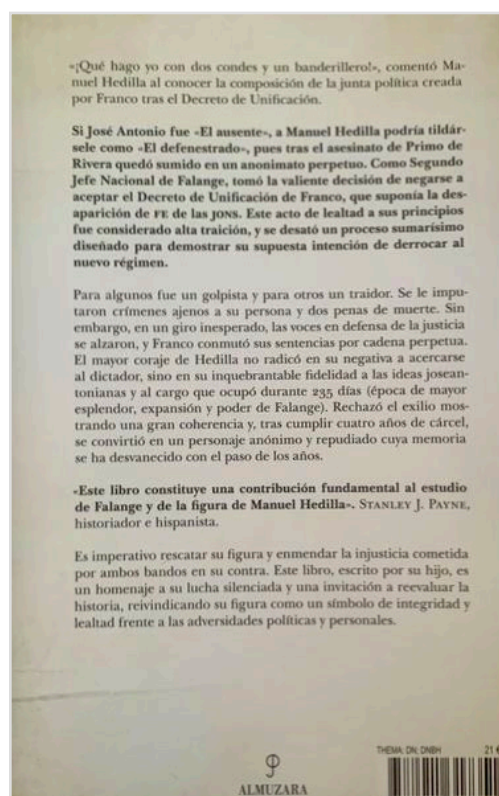 «¡Qué hago yo con dos condes y un banderillero!», comentó Ma-
nuel Hedilla al conocer la composición de la junta política creada
por Franco tras el Decreto de Unificación.
Si José Antonio fue «El ausente», a Manuel Hedilla podría tildár-
sele como «El defenestrado», pues tras el asesinato de Primo de
Rivera quedó sumido en un anonimato perpetuo. Como Segundo
Jefe Nacional de Falange, tomó la valiente decisión de negarse a
aceptar el Decreto de Unificación de Franco, que suponía la des-
aparición de FE de las JONS. Este acto de lealtad a sus principios
fue considerado alta traición, y se desató un proceso sumarísimo
diseñado para demostrar su supuesta intención de derrocar al
nuevo régimen.
Para algunos fue un golpista y para otros un traidor. Se le impu-
taron crímenes ajenos a su persona y dos penas de muerte. Sin
embargo, en un giro inesperado, las voces en defensa de la justicia
se alzaron, y Franco conmutó sus sentencias por cadena perpetua.
El mayor coraje de Hedilla no radicó en su negativa a acercarse
al dictador, sino en su inquebrantable fidelidad a las ideas josean-
tonianas y al cargo que ocupó durante 235 días (época de mayor
esplendor, expansión y poder de Falange). Rechazó el exilio mos-
trando una gran coherencia y, tras cumplir cuatro años de cárcel,
se convirtió en un personaje anónimo y repudiado cuya memoria
se ha desvanecido con el paso de los años.
«Este libro constituye una contribución fundamental al estudio
de Falange y de la figura de Manuel Hedilla». STANLEY J. PAYNE,
historiador e hispanista.
Es imperativo rescatar su figura y enmendar la injusticia cometida
por ambos bandos en su contra. Este libro, escrito por su hijo, es
un homenaje a su lucha silenciada y una invitación a reevaluar la
historia, reivindicando su figura como un símbolo de integridad y
lealtad frente a las adversidades políticas y personales.
THEMA: DN; DNBH 21 €
ALMUZARA